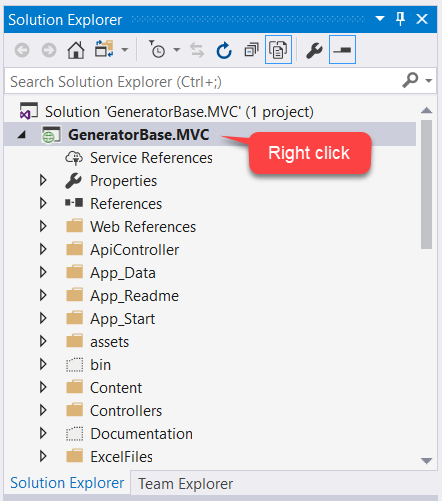 Solution Explorer
Search Solution Explorer (Ctrl+;)
Solution 'GeneratorBase.MVC' (1 project)
GeneratorBase.MVC
Right click
Service References
Properties
References
Web References
ApiController
App_Data
App_Readme
App_Start
assets
bin
Content
Controllers
Documentation
ExcelFiles
Solution Explorer Team Explorer